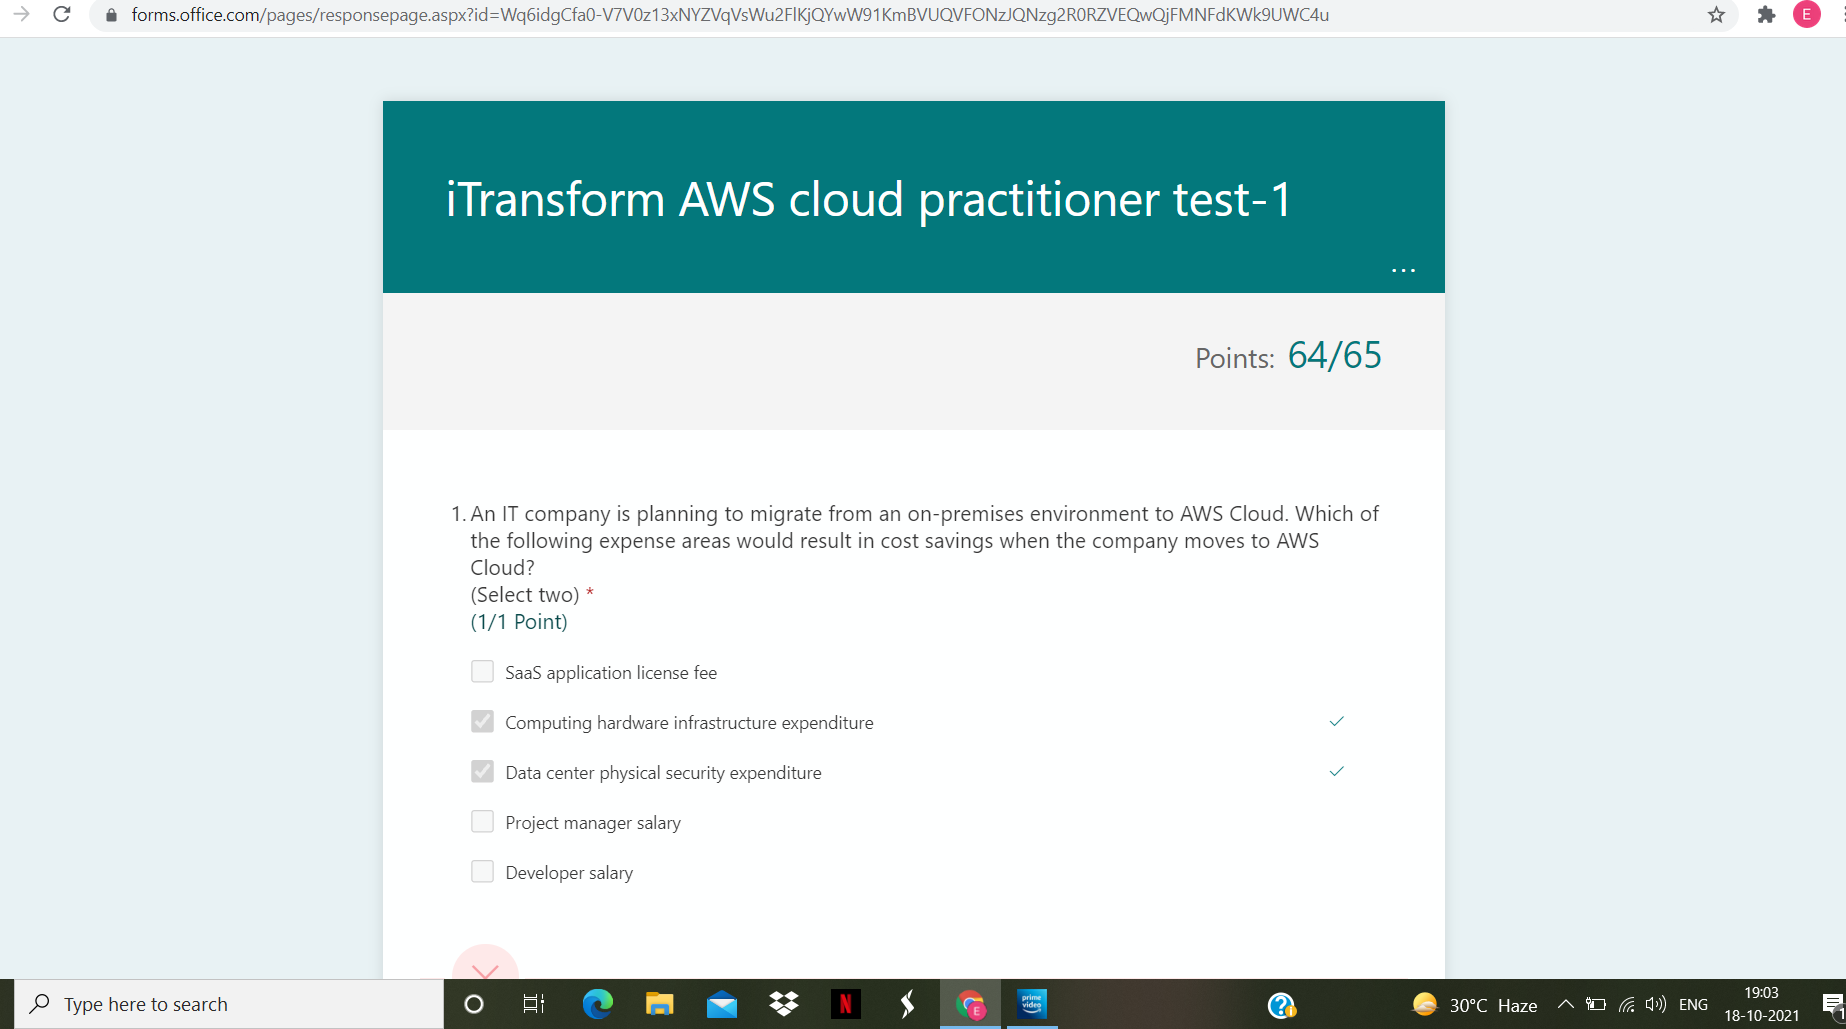 forms.office.com/pages/responsepage.aspx?id=Wq6idgCfa0-V7V0z13xNYZVqVsWu2FlKjQYwW91KmBVUQVFONzJQNzg2R0RZVEQwQjFMNFdKWk9UWC4u
E
iTransform AWS cloud practitioner test-1
...
Points: 64/65
1. An IT company is planning to migrate from an on-premises environment to AWS Cloud. Which of
the following expense areas would result in cost savings when the company moves to AWS
Cloud?
(Select two) *
(1/1 Point)
SaaS application license fee
Computing hardware infrastructure expenditure
Data center physical security expenditure
Project manager salary
Developer salary
Type here to search
N
E
prime
video
30°C Haze
ENG
19:03
18-10-2021
1